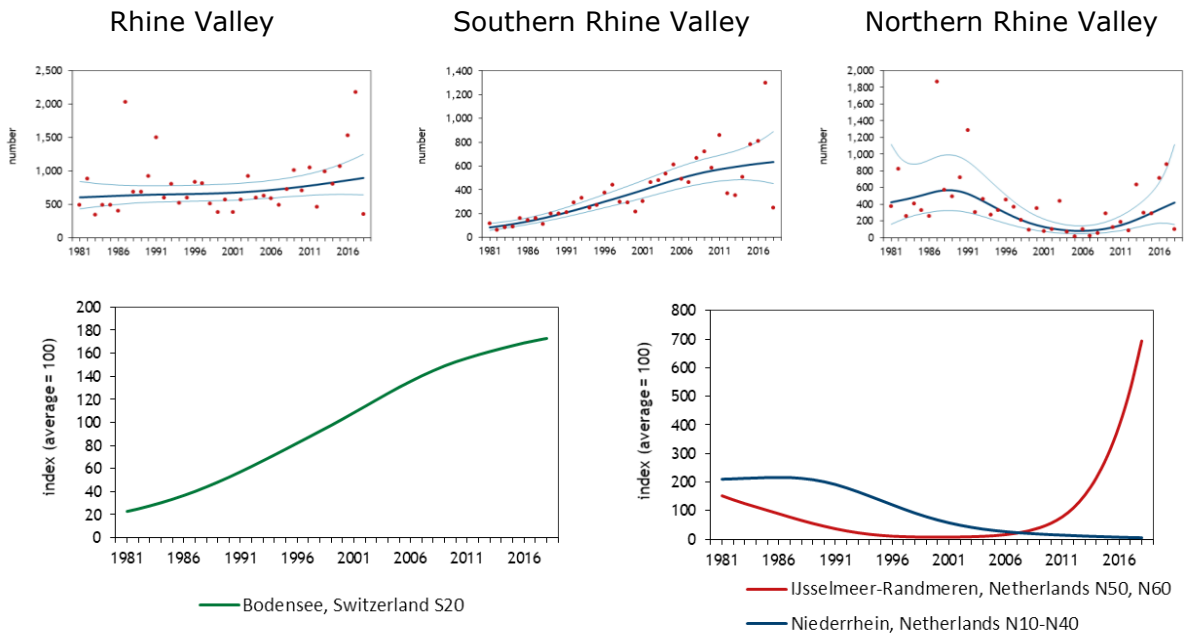 Rhine Valley
Southern Rhine Valley
Northern Rhine Valley
number
2,500
2,000
1,500
1,000
500
0
1981 1986 1991 1996 2001 2006 2011 2016
number
1,400
1,200
1,000
800
600
400
200
0
1981 1986 1991 1996 2001 2006 2011 2016
number
2,000
1,800
1,600
1,400
1,200
1,000
800
600
400
200
0
1981 1986 1991 1996 2001 2006 2011 2016
index (average = 100)
200
180
160
140
120
100
80
60
40
20
0
1981 1986 1991 1996 2001 2006 2011 2016
Bodensee, Switzerland S20
index (average = 100)
800
700
600
500
400
300
200
100
0
1981 1986 1991 1996 2001 2006 2011 2016
IJsselmeer-Randmeren, Netherlands N50, N60
Niederrhein, Netherlands N10-N40